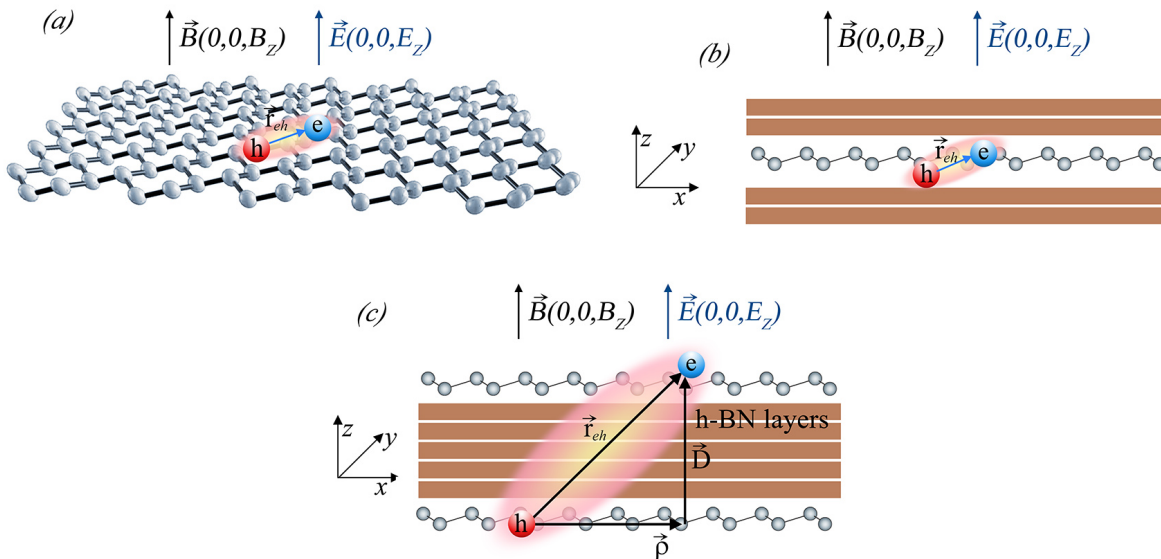 (a)
B⃗(0,0,B_Z) E⃗(0,0,E_Z)
r⃗_eh
h e
(b)
B⃗(0,0,B_Z) E⃗(0,0,E_Z)
z
y
x
r⃗_eh
h e
(c)
B⃗(0,0,B_Z) E⃗(0,0,E_Z)
e
z
y
x
h-BN layers
r⃗_eh
D⃗
h
ρ⃗